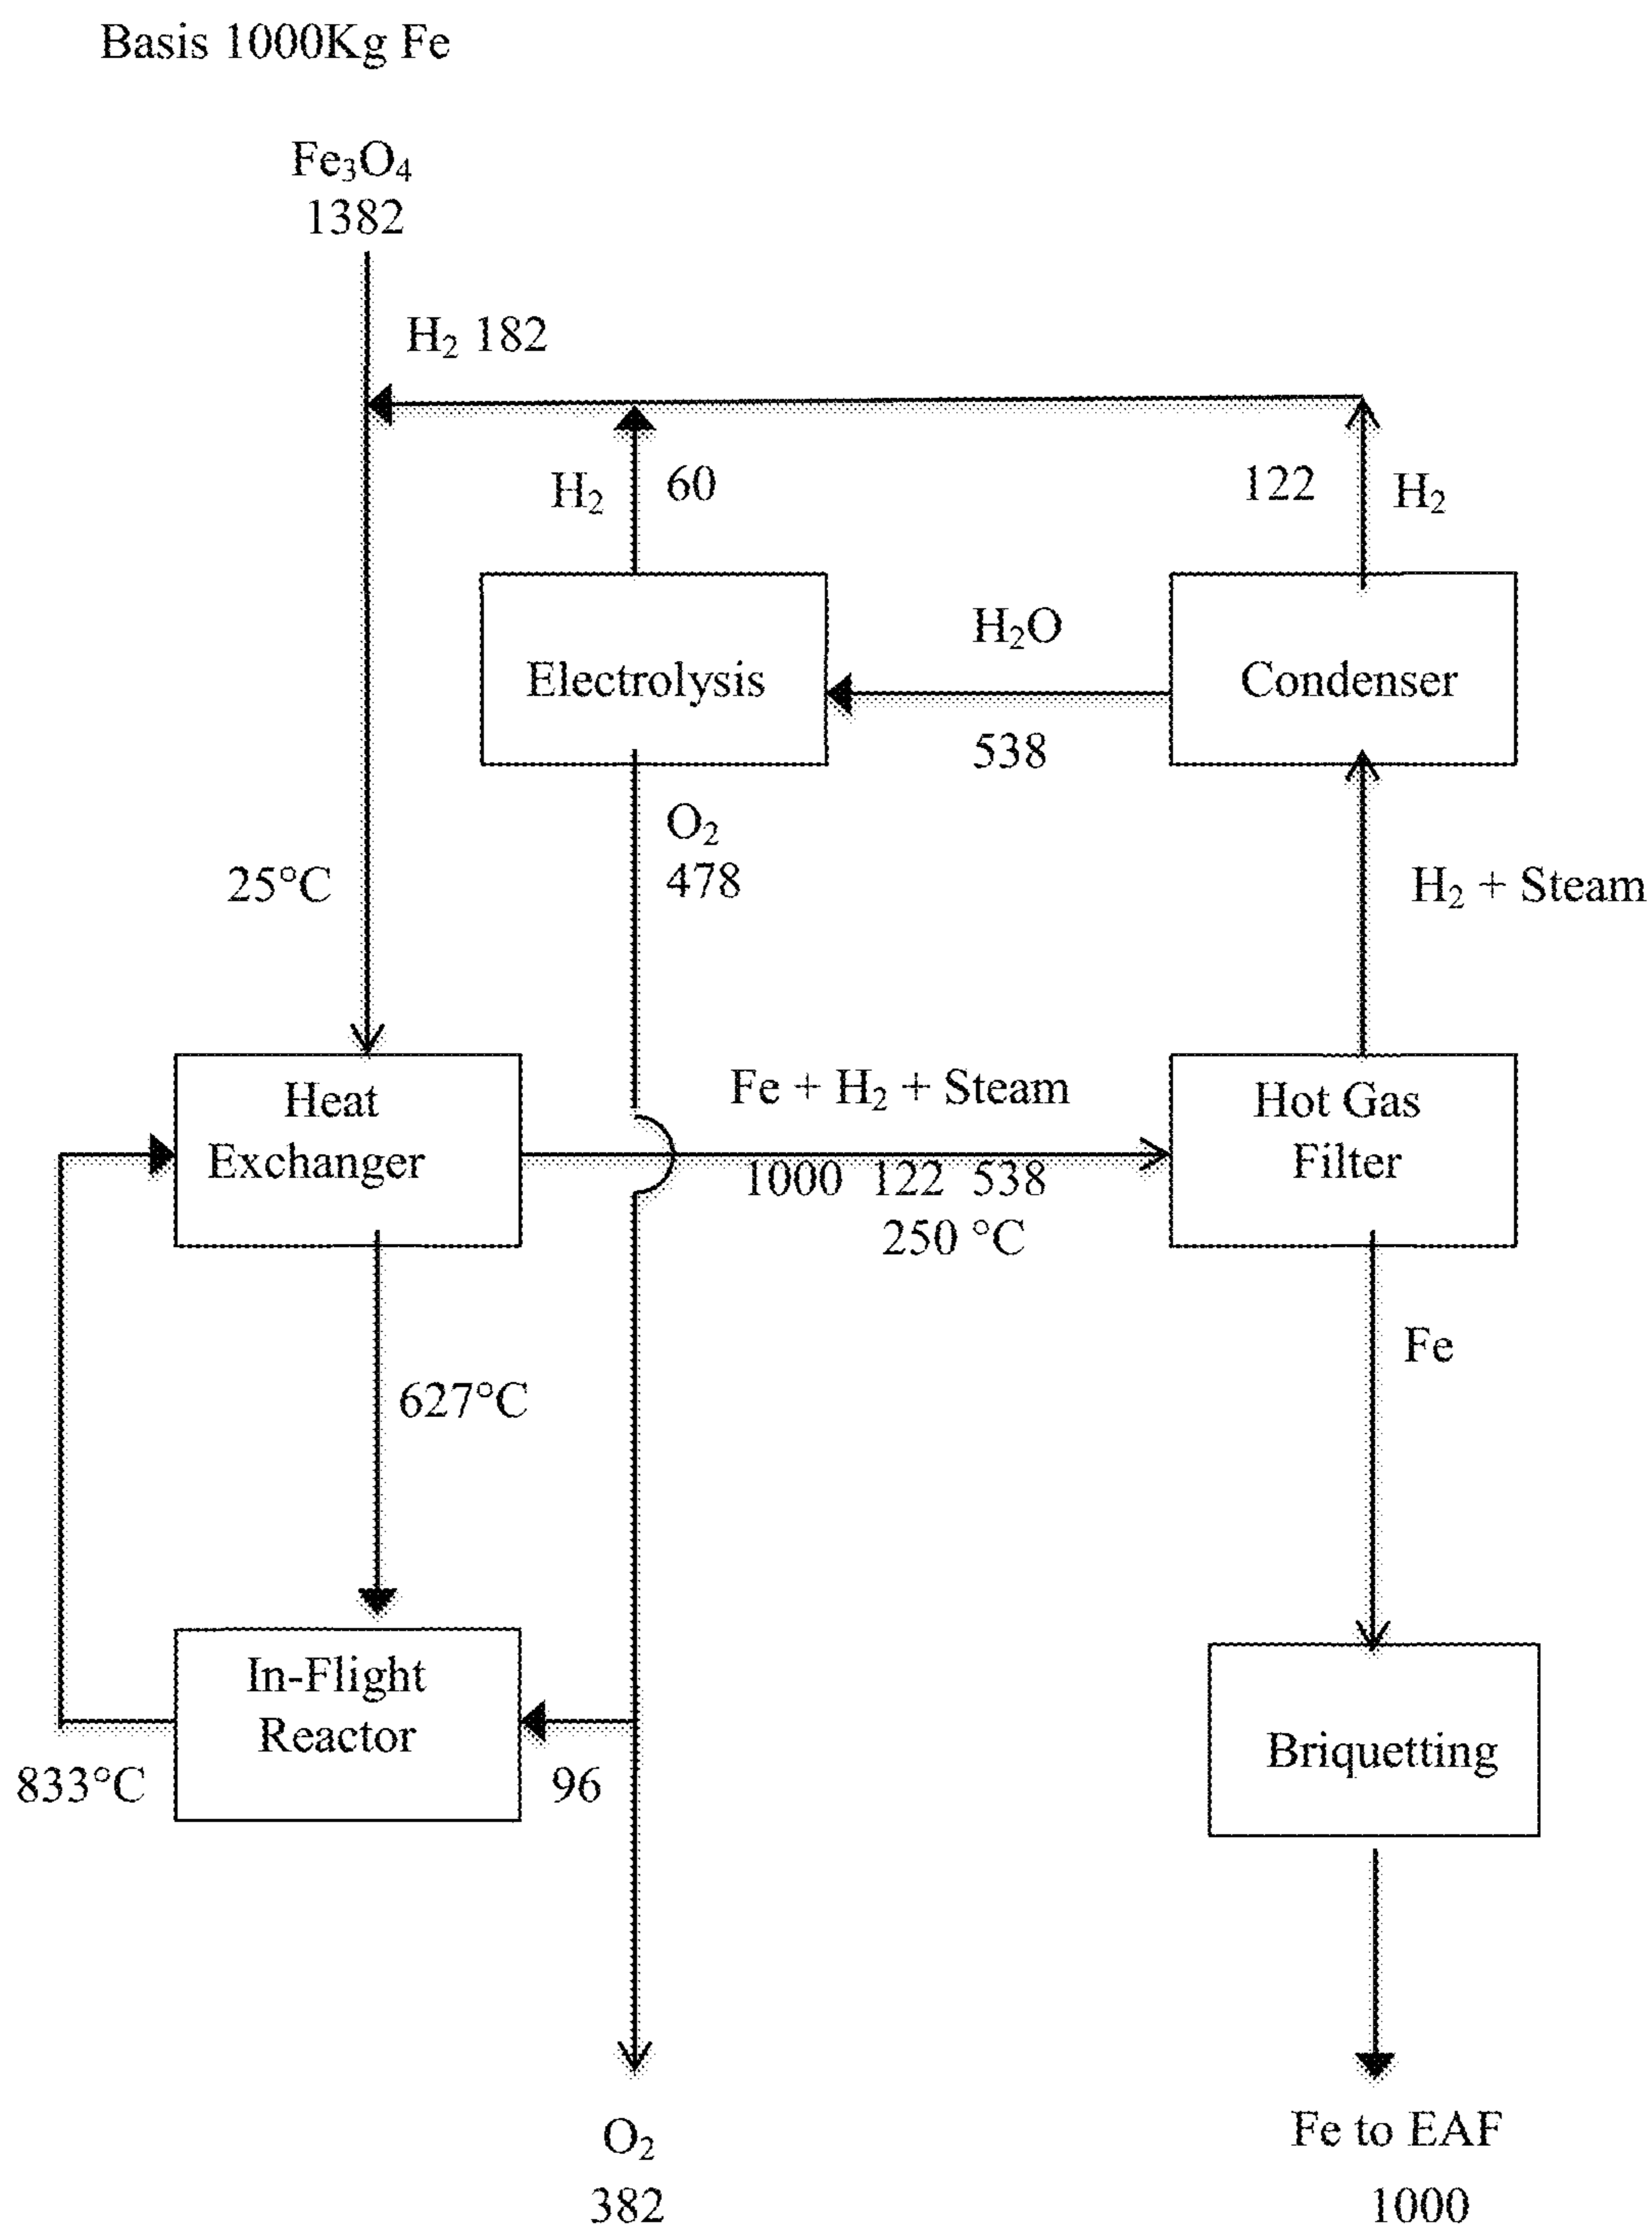 Basis 1000Kg Fe
Fe₃O₄
1382
H₂ 182
H₂ 60
122 H₂
Electrolysis
H₂O
538
Condenser
O₂
478
25°C
H₂ + Steam
Heat
Exchanger
Fe + H₂ + Steam
1000 122 538
250 °C
Hot Gas
Filter
Fe
627°C
In-Flight
Reactor
833°C
96
Briquetting
O₂
382
Fe to EAF
1000